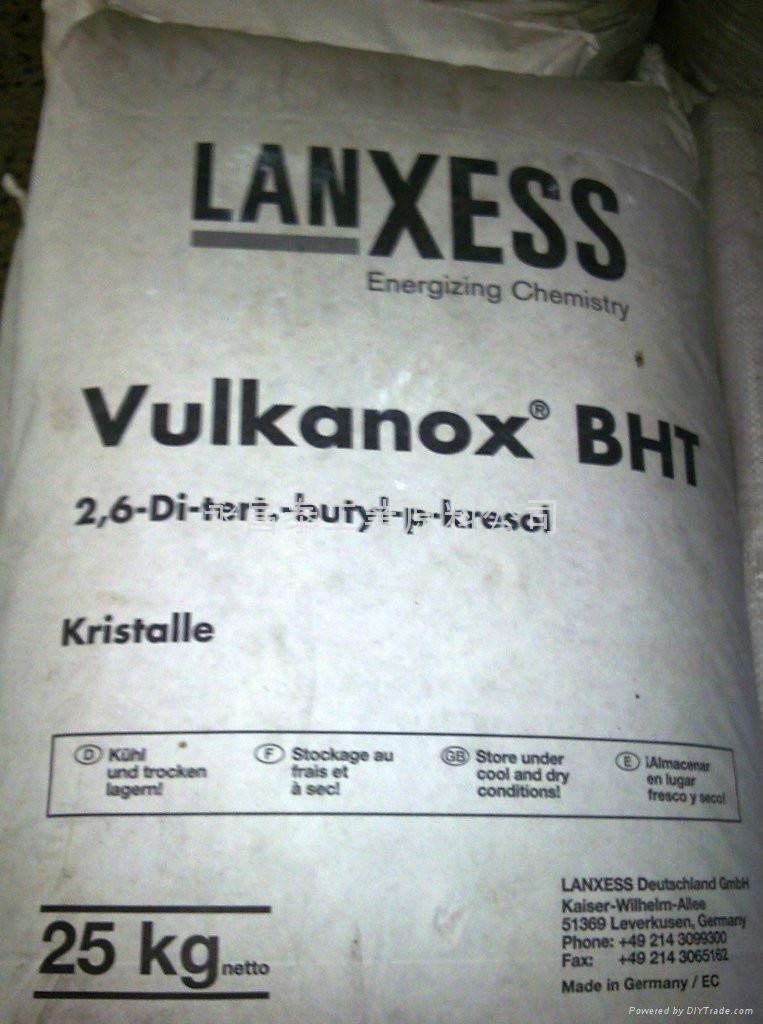 LANXESS
Energizing Chemistry
Vulkanox® BHT
2,6-Di-tert.-butyl-p-kresol
Kristalle
D Kühl
und trocken
lagern!
F Stockage au
frais et
à sec!
GB Store under
cool and dry
conditions!
E ¡Almacenar
en lugar
fresco y seco!
25 kg netto
LANXESS Deutschland GmbH
Kaiser-Wilhelm-Allee
51369 Leverkusen, Germany
Phone: +49 214 3099300
Fax: +49 214 3065162
Made in Germany / EC
Powered by DIYTrade.com